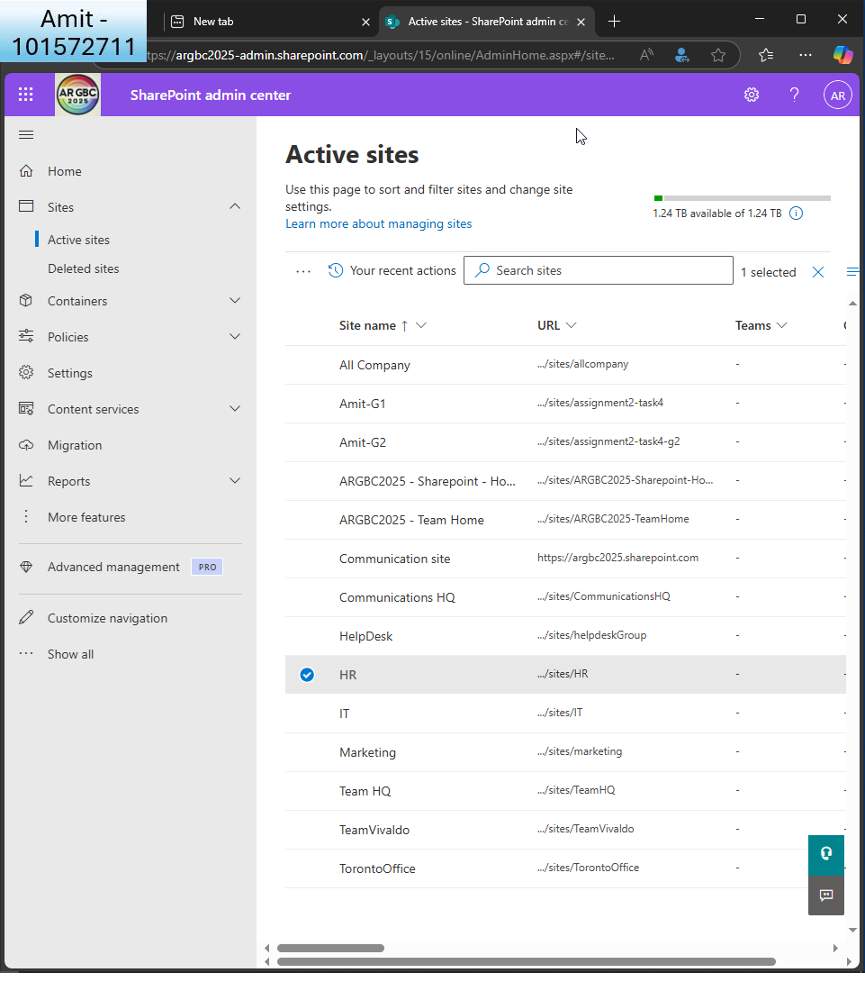 Amit -
101572711
New tab
Active sites - SharePoint admin ce
tps://argbc2025-admin.sharepoint.com/_layouts/15/online/AdminHome.aspx#/site...
AR GBC
2025
SharePoint admin center
?
AR
Home
Sites
Active sites
Deleted sites
Containers
Policies
Settings
Content services
Migration
Reports
More features
Advanced management PRO
Customize navigation
Show all
Active sites
Use this page to sort and filter sites and change site
settings.
Learn more about managing sites
1.24 TB available of 1.24 TB
Your recent actions
Search sites
1 selected
Site name ↑ URL Teams
All Company .../sites/allcompany -
Amit-G1 .../sites/assignment2-task4 -
Amit-G2 .../sites/assignment2-task4-g2 -
ARGBC2025 - Sharepoint - Ho... .../sites/ARGBC2025-Sharepoint-Ho... -
ARGBC2025 - Team Home .../sites/ARGBC2025-TeamHome -
Communication site https://argbc2025.sharepoint.com -
Communications HQ .../sites/CommunicationsHQ -
HelpDesk .../sites/helpdeskGroup -
HR .../sites/HR -
IT .../sites/IT -
Marketing .../sites/marketing -
Team HQ .../sites/TeamHQ -
TeamVivaldo .../sites/TeamVivaldo -
TorontoOffice .../sites/TorontoOffice -